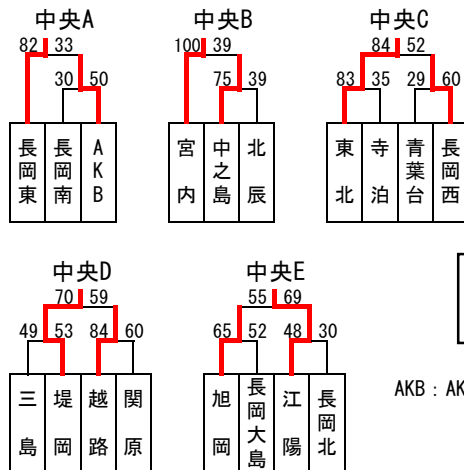 中央A
82 33
30 50
長岡東 長岡南 AKB
中央B
100 39
75 39
宮内 中之島 北辰
中央C
84 52
83 35 29 60
東北 寺泊 青葉台 長岡西
中央D
70 59
49 53 84 60
三島 堤岡 越路 関原
中央E
55 69
65 52 48 30
旭岡 長岡大島 江陽 長岡北
AKB：AK